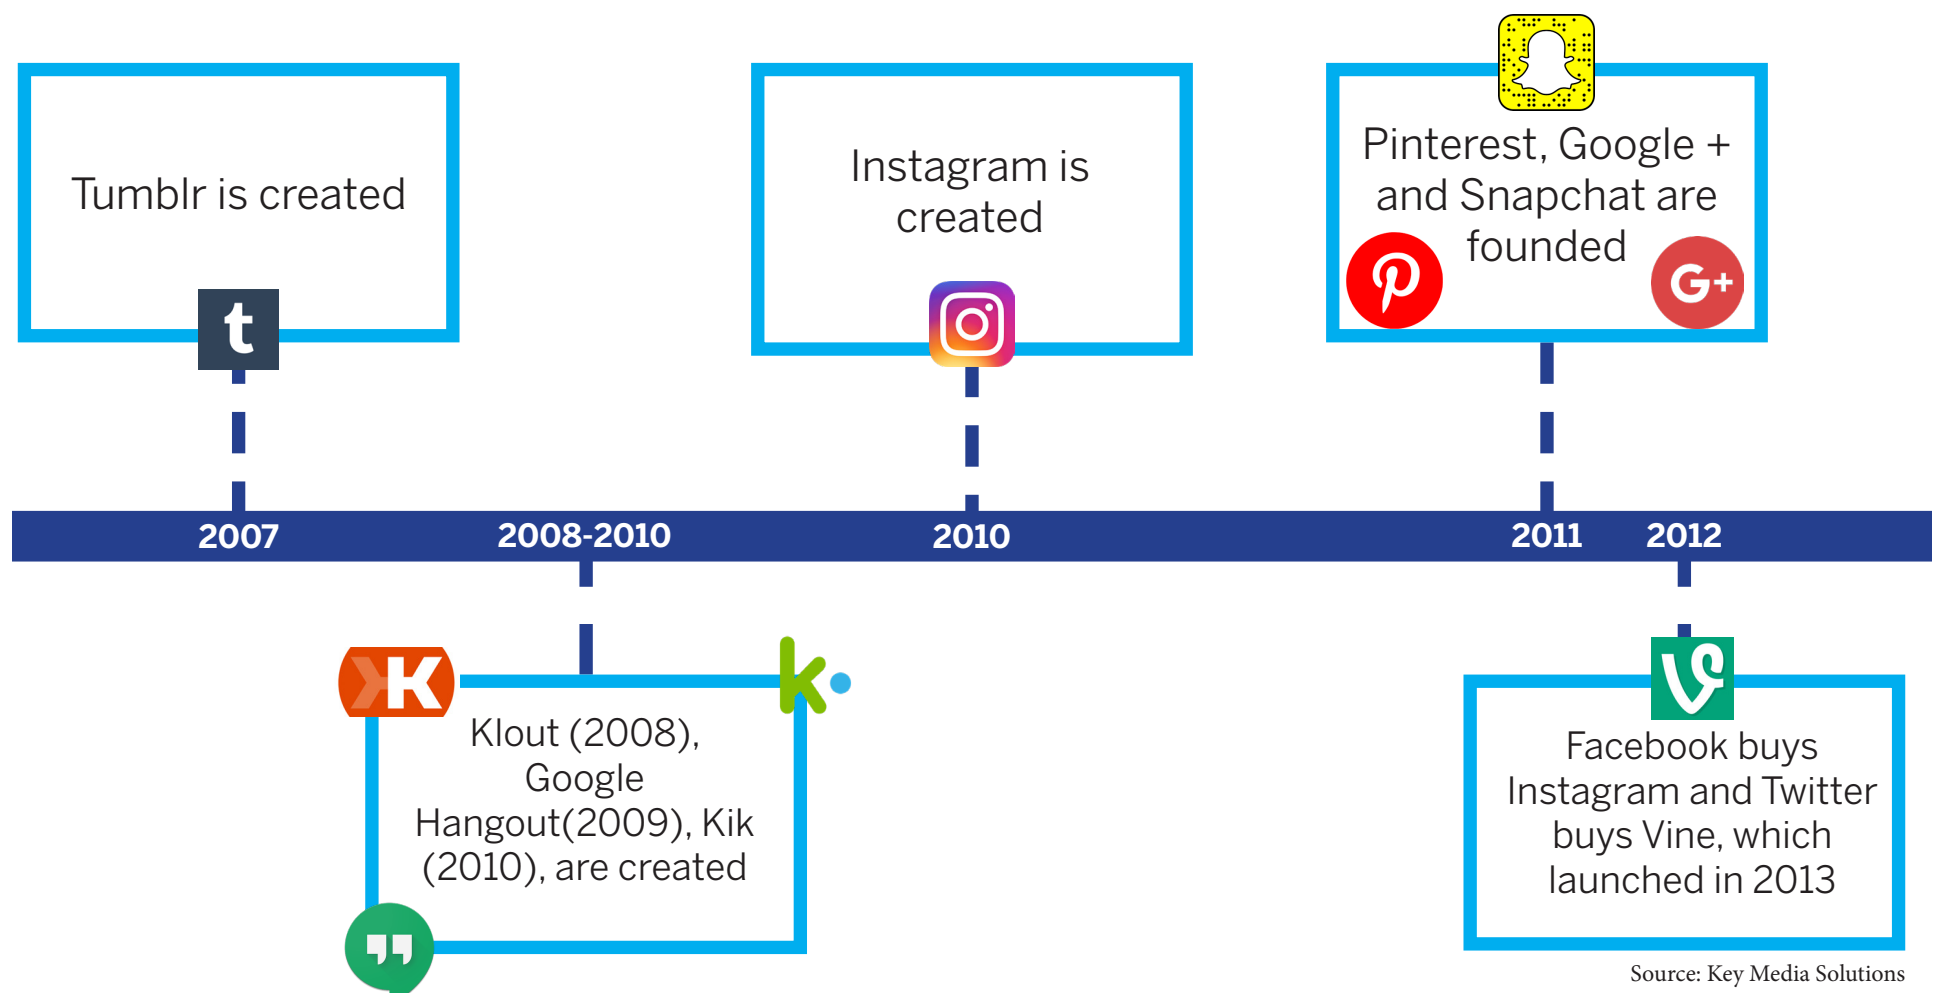 Tumblr is created
t
Instagram is
created
Pinterest, Google +
and Snapchat are
founded
G+
2007
2008-2010
2010
2011
2012
K
k
Klout (2008),
Google
Hangout(2009), Kik
(2010), are created
Facebook buys
Instagram and Twitter
buys Vine, which
launched in 2013
Source: Key Media Solutions